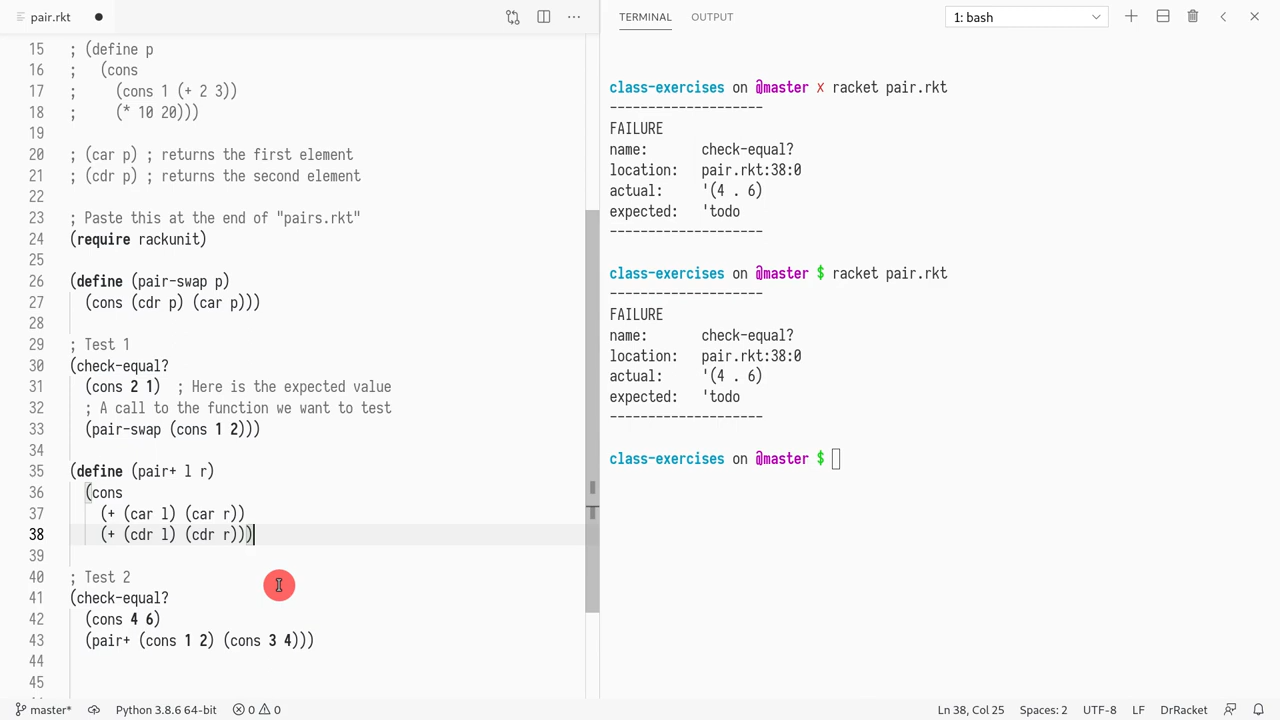 pair.rkt
TERMINAL OUTPUT 1: bash
15 ; (define p
16 ;   (cons
17 ;     (cons 1 (+ 2 3))
18 ;     (* 10 20)))
19
20 ; (car p) ; returns the first element
21 ; (cdr p) ; returns the second element
22
23 ; Paste this at the end of "pairs.rkt"
24 (require rackunit)
25
26 (define (pair-swap p)
27   (cons (cdr p) (car p)))
28
29 ; Test 1
30 (check-equal?
31   (cons 2 1)  ; Here is the expected value
32   ; A call to the function we want to test
33   (pair-swap (cons 1 2)))
34
35 (define (pair+ l r)
36   (cons
37     (+ (car l) (car r))
38     (+ (cdr l) (cdr r)))
39
40 ; Test 2
41 (check-equal?
42   (cons 4 6)
43   (pair+ (cons 1 2) (cons 3 4)))
44
45
class-exercises on @master ✗ racket pair.rkt
--------------------
FAILURE
name:       check-equal?
location:   pair.rkt:38:0
actual:     '(4 . 6)
expected:   'todo
--------------------
class-exercises on @master $ racket pair.rkt
--------------------
FAILURE
name:       check-equal?
location:   pair.rkt:38:0
actual:     '(4 . 6)
expected:   'todo
--------------------
class-exercises on @master $
master* Python 3.8.6 64-bit 0 0 Ln 38, Col 25 Spaces: 2 UTF-8 LF DrRacket